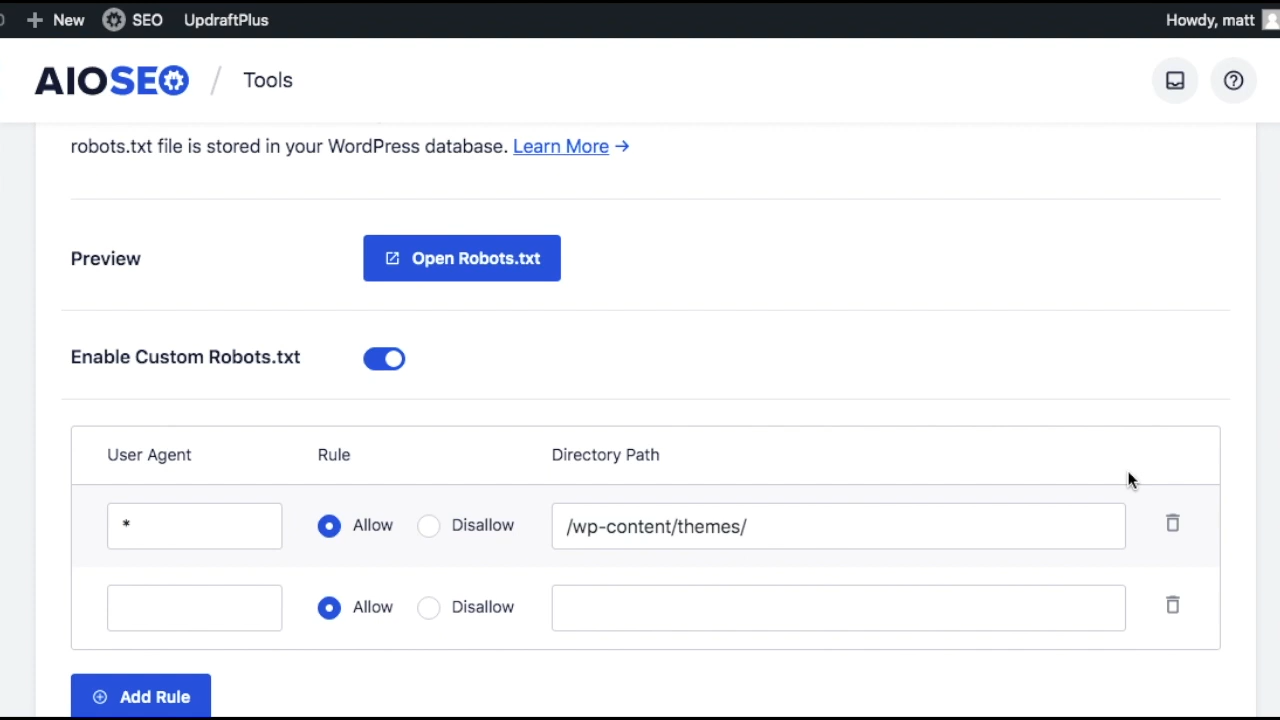 New SEO UpdraftPlus Howdy, matt
AIOSEO / Tools
robots.txt file is stored in your WordPress database. Learn More →
Preview Open Robots.txt
Enable Custom Robots.txt
User Agent Rule Directory Path
* Allow Disallow /wp-content/themes/
Allow Disallow
Add Rule